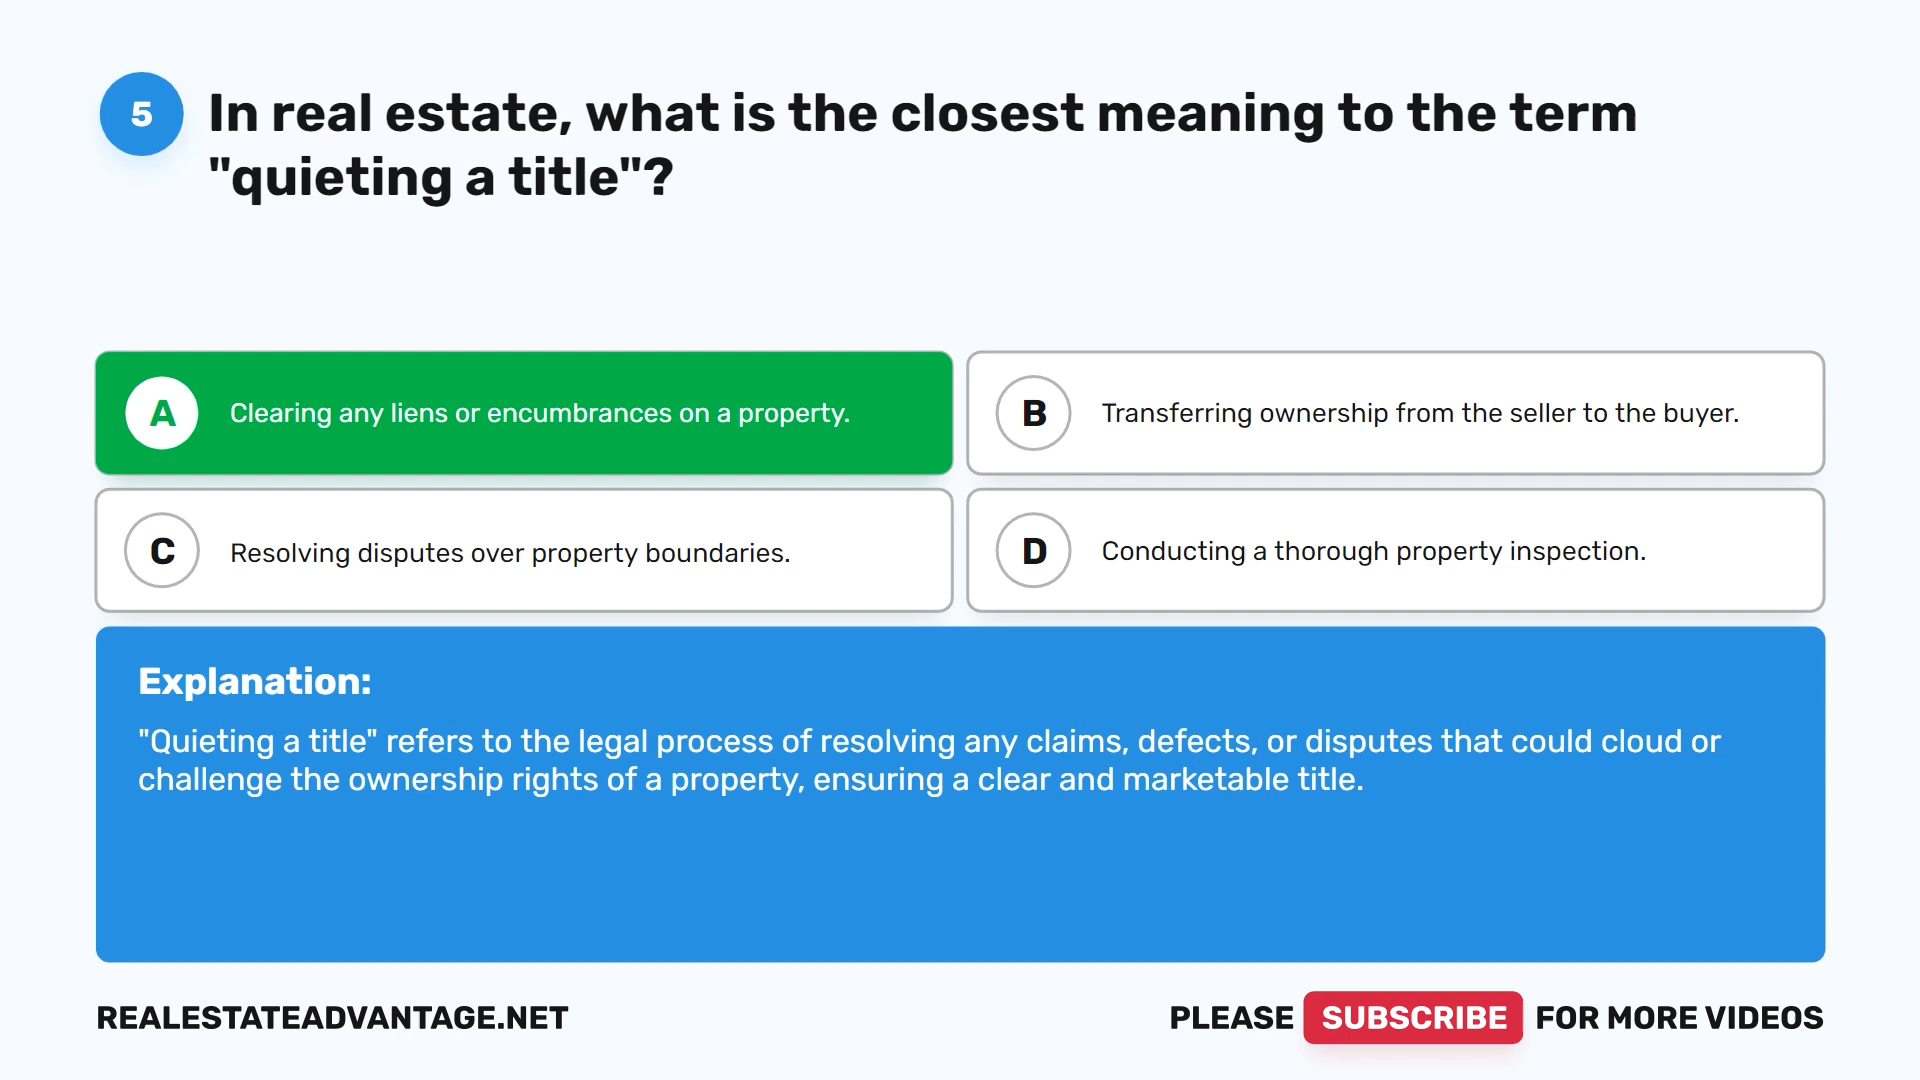 5
In real estate, what is the closest meaning to the term
"quieting a title"?
A
Clearing any liens or encumbrances on a property.
B
Transferring ownership from the seller to the buyer.
C
Resolving disputes over property boundaries.
D
Conducting a thorough property inspection.
Explanation:
"Quieting a title" refers to the legal process of resolving any claims, defects, or disputes that could cloud or
challenge the ownership rights of a property, ensuring a clear and marketable title.
REALESTATEADVANTAGE.NET
PLEASE SUBSCRIBE FOR MORE VIDEOS